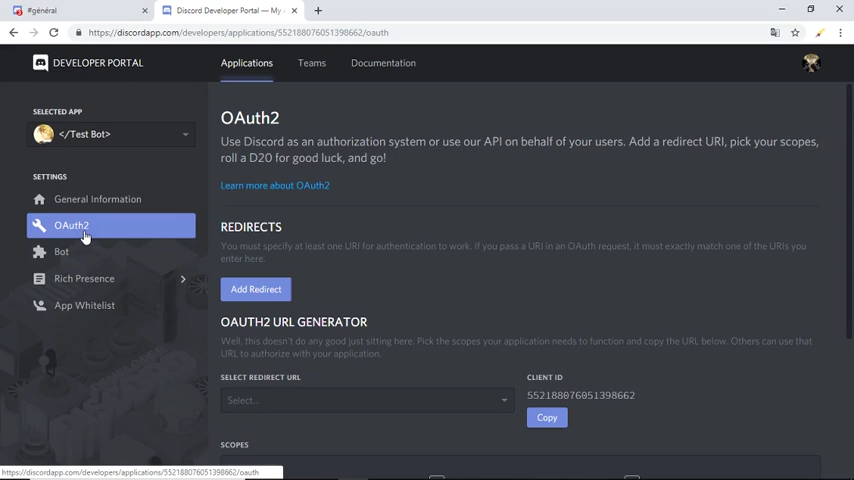 #général
Discord Developer Portal — My A
https://discordapp.com/developers/applications/552188076051398662/oauth
DEVELOPER PORTAL
Applications
Teams
Documentation
SELECTED APP
</Test Bot>
SETTINGS
General Information
OAuth2
Bot
Rich Presence
App Whitelist
OAuth2
Use Discord as an authorization system or use our API on behalf of your users. Add a redirect URI, pick your scopes,
roll a D20 for good luck, and go!
Learn more about OAuth2
REDIRECTS
You must specify at least one URI for authentication to work. If you pass a URI in an OAuth request, it must exactly match one of the URIs you
enter here.
Add Redirect
OAUTH2 URL GENERATOR
Well, this doesn't do any good just sitting here. Pick the scopes your application needs to function and copy the URL below. Others can use that
URL to authorize with your application.
SELECT REDIRECT URL
Select...
CLIENT ID
552188076051398662
Copy
SCOPES
https://discordapp.com/developers/applications/552188076051398662/oauth